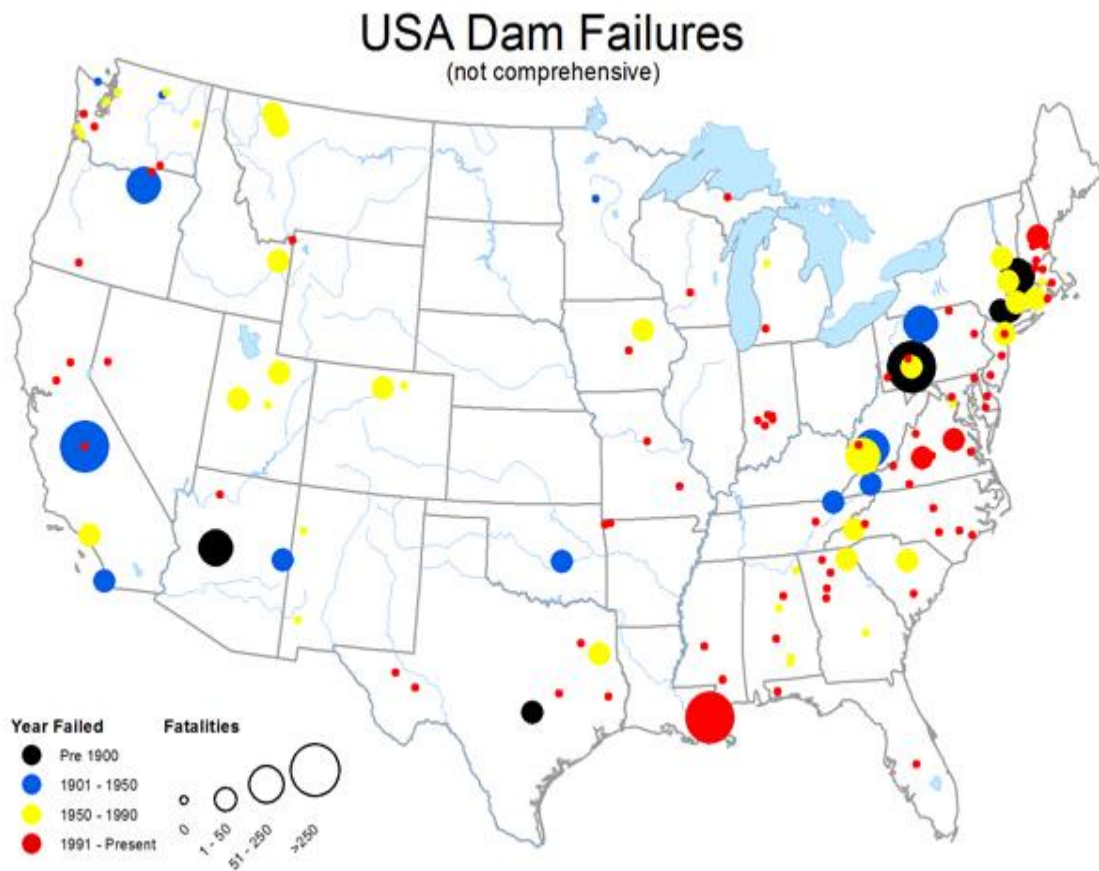 USA Dam Failures
(not comprehensive)
Year Failed
Pre 1900
1901 - 1950
1950 - 1990
1991 - Present
Fatalities
0
1 - 50
51 - 250
>250